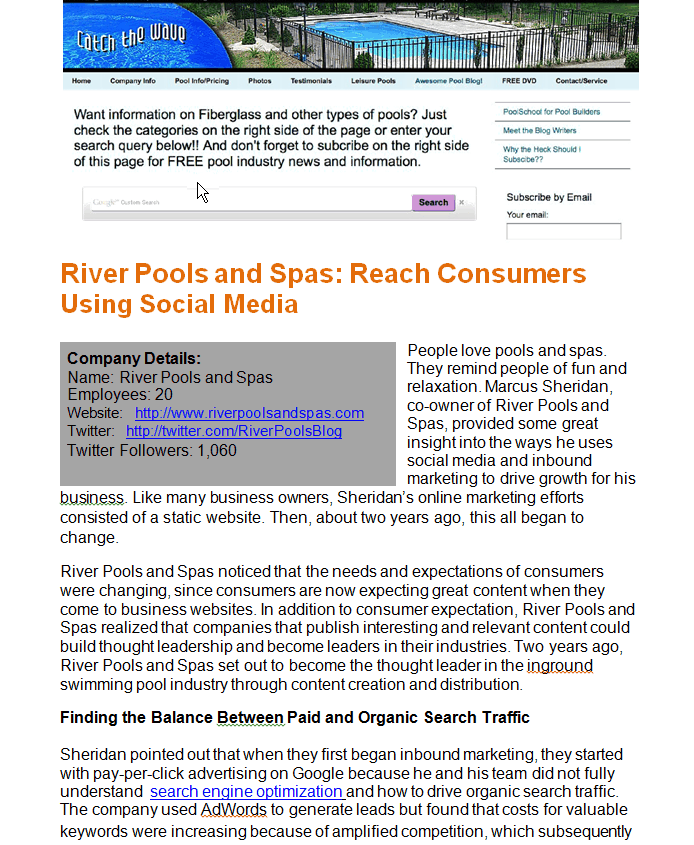 Catch the wave
Home Company Info Pool Info/Pricing Photos Testimonials Leisure Pools Awesome Pool Blog! FREE DVD Contact/Service
Want information on Fiberglass and other types of pools? Just
check the categories on the right side of the page or enter your
search query below!! And don't forget to subcribe on the right side
of this page for FREE pool industry news and information.
Google™ Custom Search Search x
PoolSchool for Pool Builders
Meet the Blog Writers
Why the Heck Should I
Subscibe??
Subscribe by Email
Your email:
River Pools and Spas: Reach Consumers
Using Social Media
Company Details:
Name: River Pools and Spas
Employees: 20
Website: http://www.riverpoolsandspas.com
Twitter: http://twitter.com/RiverPoolsBlog
Twitter Followers: 1,060
People love pools and spas.
They remind people of fun and
relaxation. Marcus Sheridan,
co-owner of River Pools and
Spas, provided some great
insight into the ways he uses
social media and inbound
marketing to drive growth for his
business. Like many business owners, Sheridan’s online marketing efforts
consisted of a static website. Then, about two years ago, this all began to
change.
River Pools and Spas noticed that the needs and expectations of consumers
were changing, since consumers are now expecting great content when they
come to business websites. In addition to consumer expectation, River Pools and
Spas realized that companies that publish interesting and relevant content could
build thought leadership and become leaders in their industries. Two years ago,
River Pools and Spas set out to become the thought leader in the inground
swimming pool industry through content creation and distribution.
Finding the Balance Between Paid and Organic Search Traffic
Sheridan pointed out that when they first began inbound marketing, they started
with pay-per-click advertising on Google because he and his team did not fully
understand search engine optimization and how to drive organic search traffic.
The company used AdWords to generate leads but found that costs for valuable
keywords were increasing because of amplified competition, which subsequently